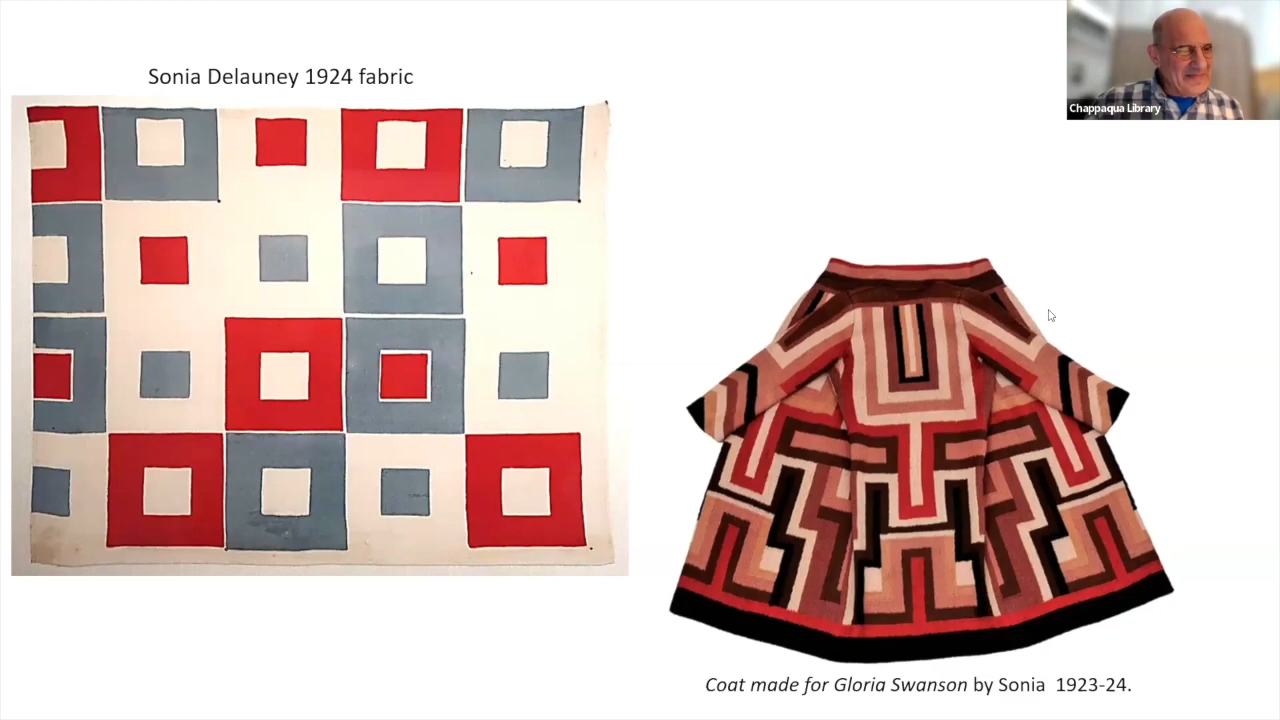 Sonia Delauney 1924 fabric
Chappaqua Library
Coat made for Gloria Swanson by Sonia 1923-24.